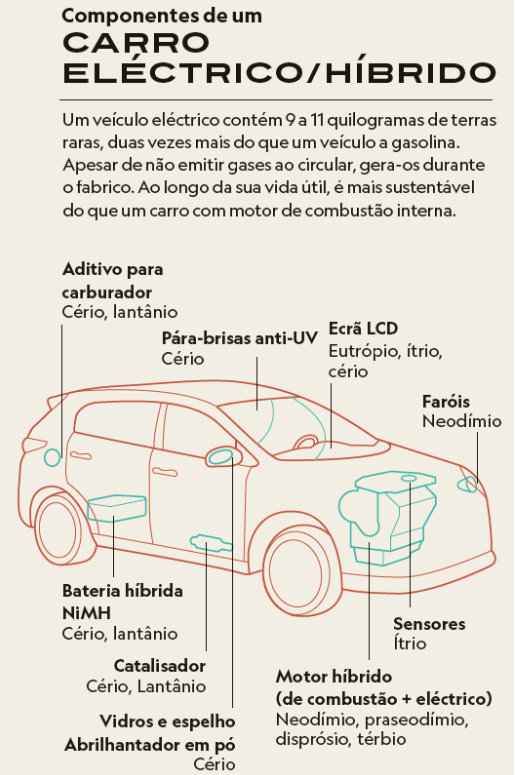 Componentes de um
CARRO
ELÉCTRICO/HÍBRIDO
Um veículo eléctrico contém 9 a 11 quilogramas de terras
raras, duas vezes mais do que um veículo a gasolina.
Apesar de não emitir gases ao circular, gera-os durante
o fabrico. Ao longo da sua vida útil, é mais sustentável
do que um carro com motor de combustão interna.
Aditivo para
carburador
Cério, lantânio
Pára-brisas anti-UV
Cério
Ecrã LCD
Eutrópio, ítrio,
cério
Faróis
Neodímio
Bateria híbrida
NiMH
Cério, lantânio
Catalisador
Cério, Lantânio
Vidros e espelho
Abrilhantador em pó
Cério
Sensores
Ítrio
Motor híbrido
(de combustão + eléctrico)
Neodímio, praseodímio,
disprósio, térbio